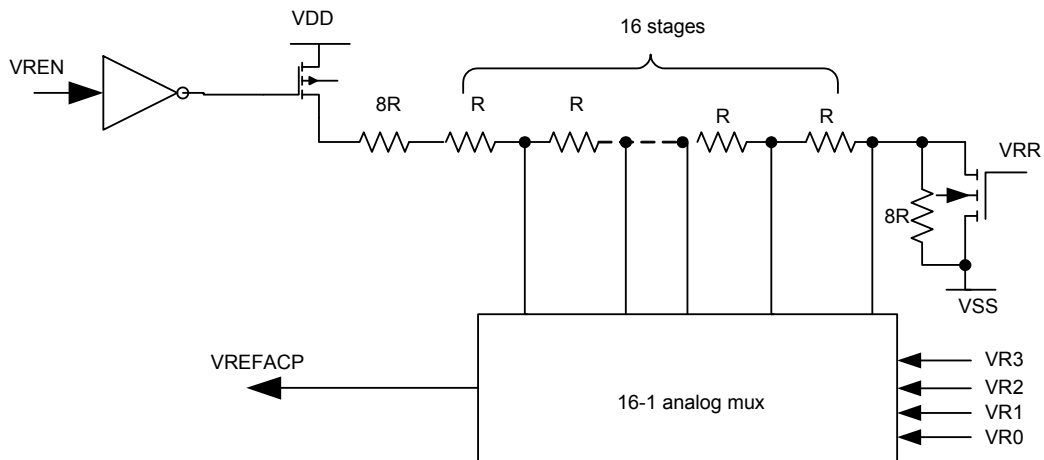 VDD
16 stages
VREN
8R
R
R
R
R
VRR
8R
VSS
VREFACP
16-1 analog mux
VR3
VR2
VR1
VR0